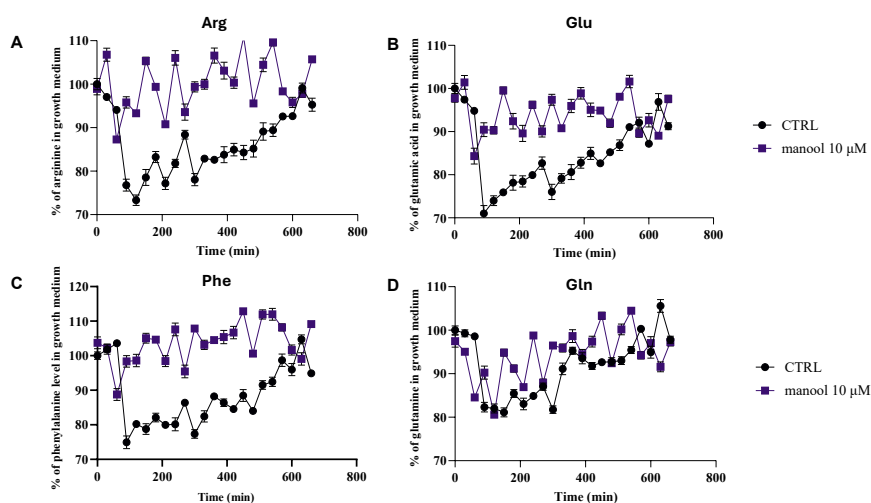 A
Arg
% of arginine in growth medium
110
100
90
80
70
60
50
0
200
400
600
800
Time (min)
B
Glu
% of glutamic acid in growth medium
110
100
90
80
70
0
200
400
600
800
Time (min)
CTRL
manool 10 μM
C
Phe
% of phenylalanine level in growth medium
120
110
100
90
80
70
0
200
400
600
800
Time (min)
D
Gln
% of glutamine in growth medium
110
100
90
80
70
60
0
200
400
600
800
Time (min)
CTRL
manool 10 μM